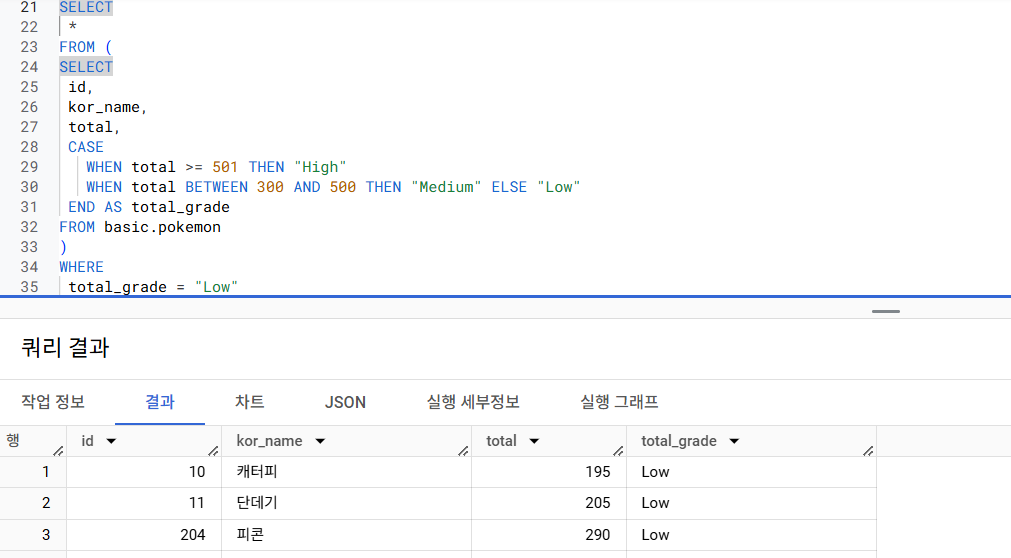 21 SELECT
22 *
23 FROM (
24 SELECT
25 id,
26 kor_name,
27 total,
28 CASE
29 WHEN total >= 501 THEN "High"
30 WHEN total BETWEEN 300 AND 500 THEN "Medium" ELSE "Low"
31 END AS total_grade
32 FROM basic.pokemon
33 )
34 WHERE
35 total_grade = "Low"
쿼리 결과
작업 정보 결과 차트 JSON 실행 세부정보 실행 그래프
행 id kor_name total total_grade
1 10 캐터피 195 Low
2 11 단데기 205 Low
3 204 피콘 290 Low